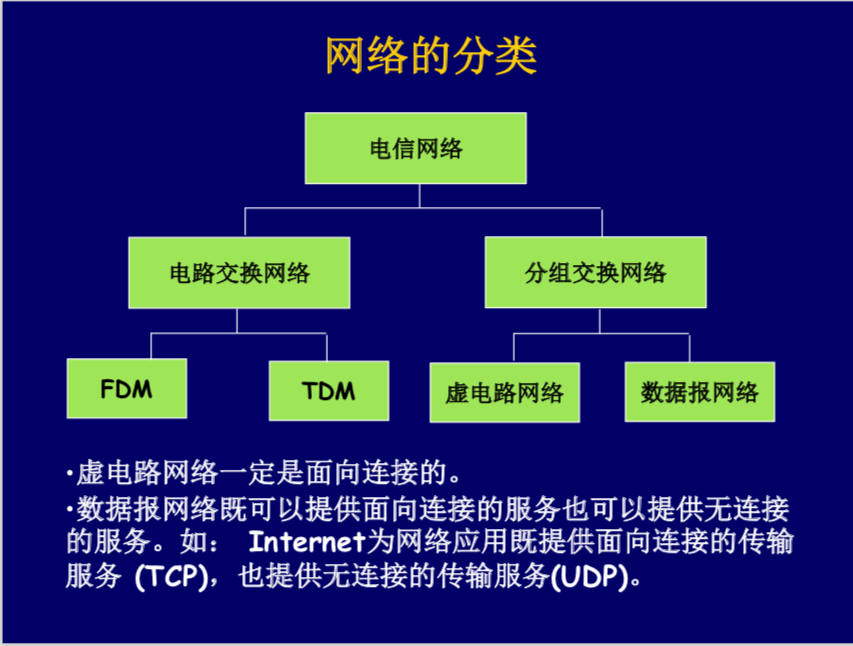 网络的分类
电信网络
电路交换网络
分组交换网络
FDM
TDM
虚电路网络
数据报网络
·虚电路网络一定是面向连接的。
·数据报网络既可以提供面向连接的服务也可以提供无连接
的服务。如： Internet为网络应用既提供面向连接的传输
服务 (TCP)，也提供无连接的传输服务(UDP)。